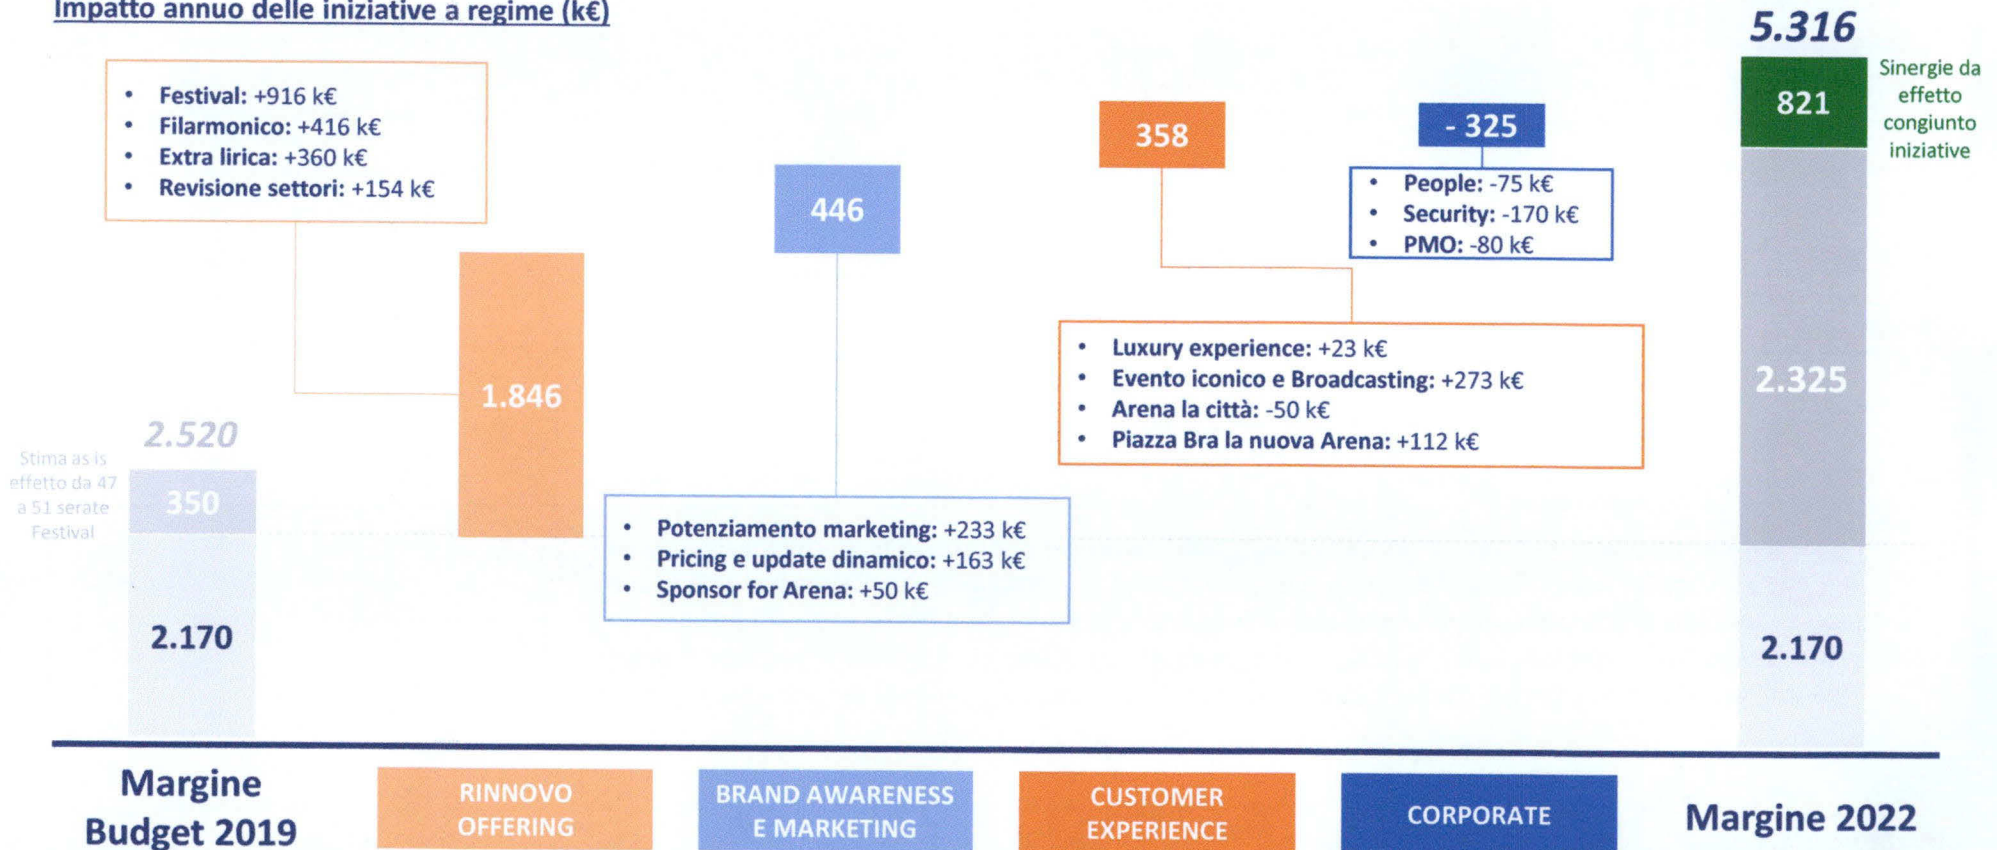 Impatto annuo delle iniziative a regime (k€)
• Festival: +916 k€
• Filarmonico: +416 k€
• Extra lirica: +360 k€
• Revisione settori: +154 k€
1.846
2.520
Stima as is
effetto da 47
a 51 serate
Festival
350
2.170
446
• Potenziamento marketing: +233 k€
• Pricing e update dinamico: +163 k€
• Sponsor for Arena: +50 k€
358
• Luxury experience: +23 k€
• Evento iconico e Broadcasting: +273 k€
• Arena la città: -50 k€
• Piazza Bra la nuova Arena: +112 k€
- 325
• People: -75 k€
• Security: -170 k€
• PMO: -80 k€
5.316
821
Sinergie da
effetto
congiunto
iniziative
2.325
2.170
Margine
Budget 2019
RINNOVO
OFFERING
BRAND AWARENESS
E MARKETING
CUSTOMER
EXPERIENCE
CORPORATE
Margine 2022